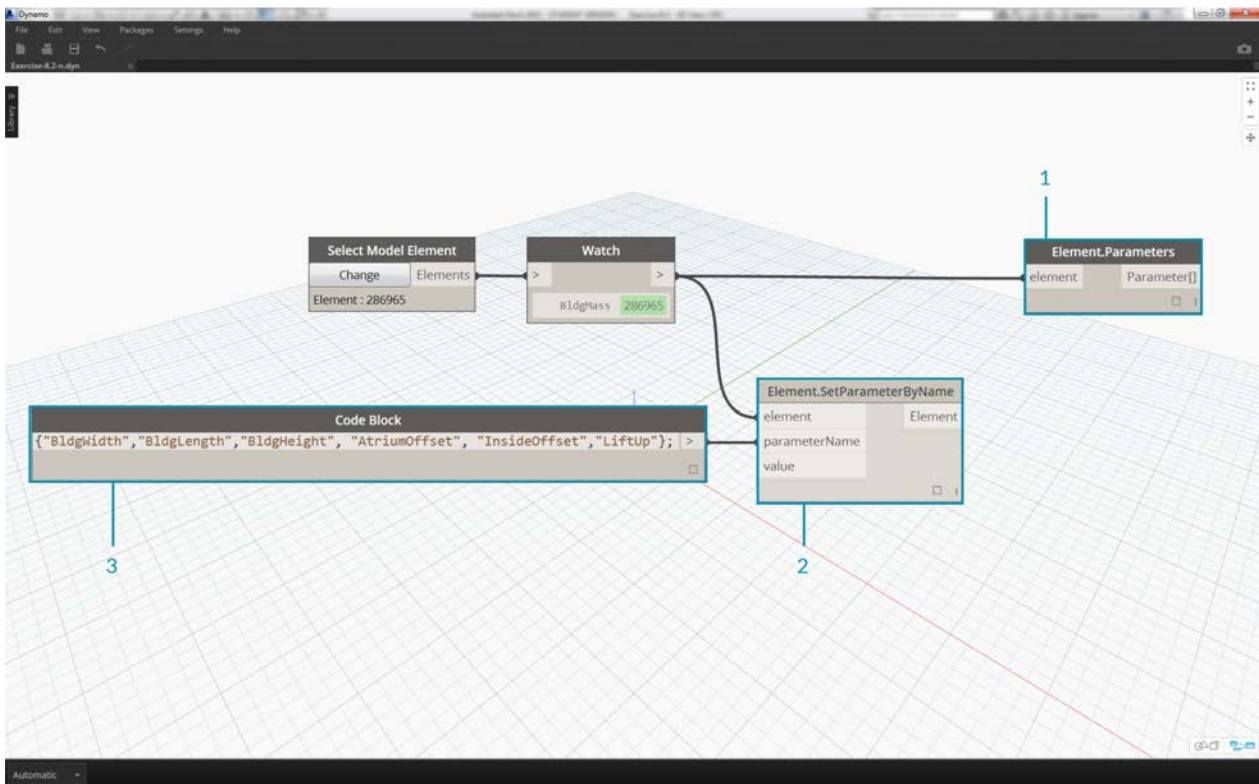 Dynamo
File Edit View Packages Settings Help
Exercise-8.2-n.dyn
Library
1
Select Model Element
Change Elements
Element : 286965
Watch
> >
BldgMass 286965
Element.Parameters
element Parameter[]
Element.SetParameterByName
element Element
parameterName
value
Code Block
{"BldgWidth","BldgLength","BldgHeight", "AtriumOffset", "InsideOffset","LiftUp"}; >
3
2
Automatic